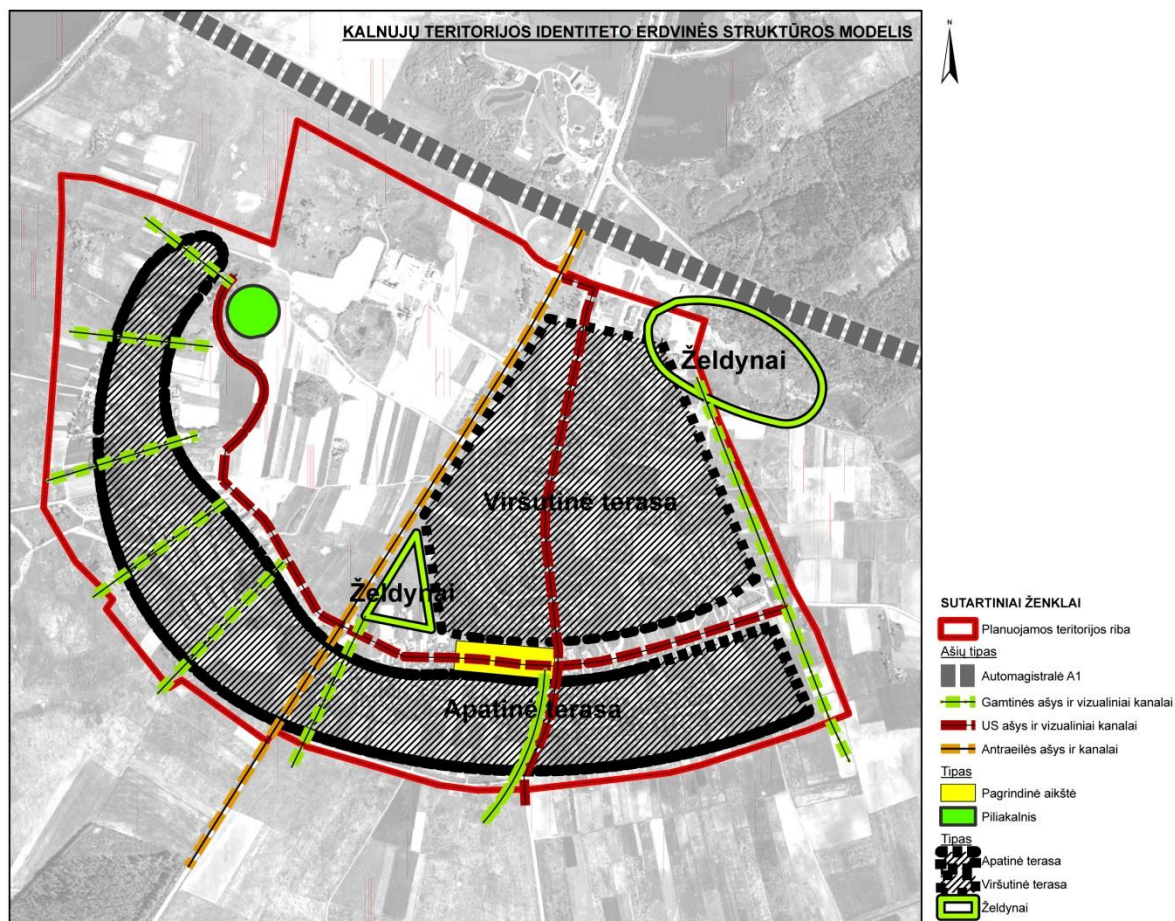 KALNUJŲ TERITORIJOS IDENTITETO ERDVINĖS STRUKTŪROS MODELIS
N
Želdynai
Viršutinė terasa
Želdynai
Apatinė terasa
SUTARTINIAI ŽENKLAI
Planuojamos teritorijos riba
Ašių tipas
Automagistralė A1
Gamtinės ašys ir vizualiniai kanalai
US ašys ir vizualiniai kanalai
Antraeilės ašys ir kanalai
Tipas
Pagrindinė aikštė
Piliakalnis
Tipas
Apatinė terasa
Viršutinė terasa
Želdynai